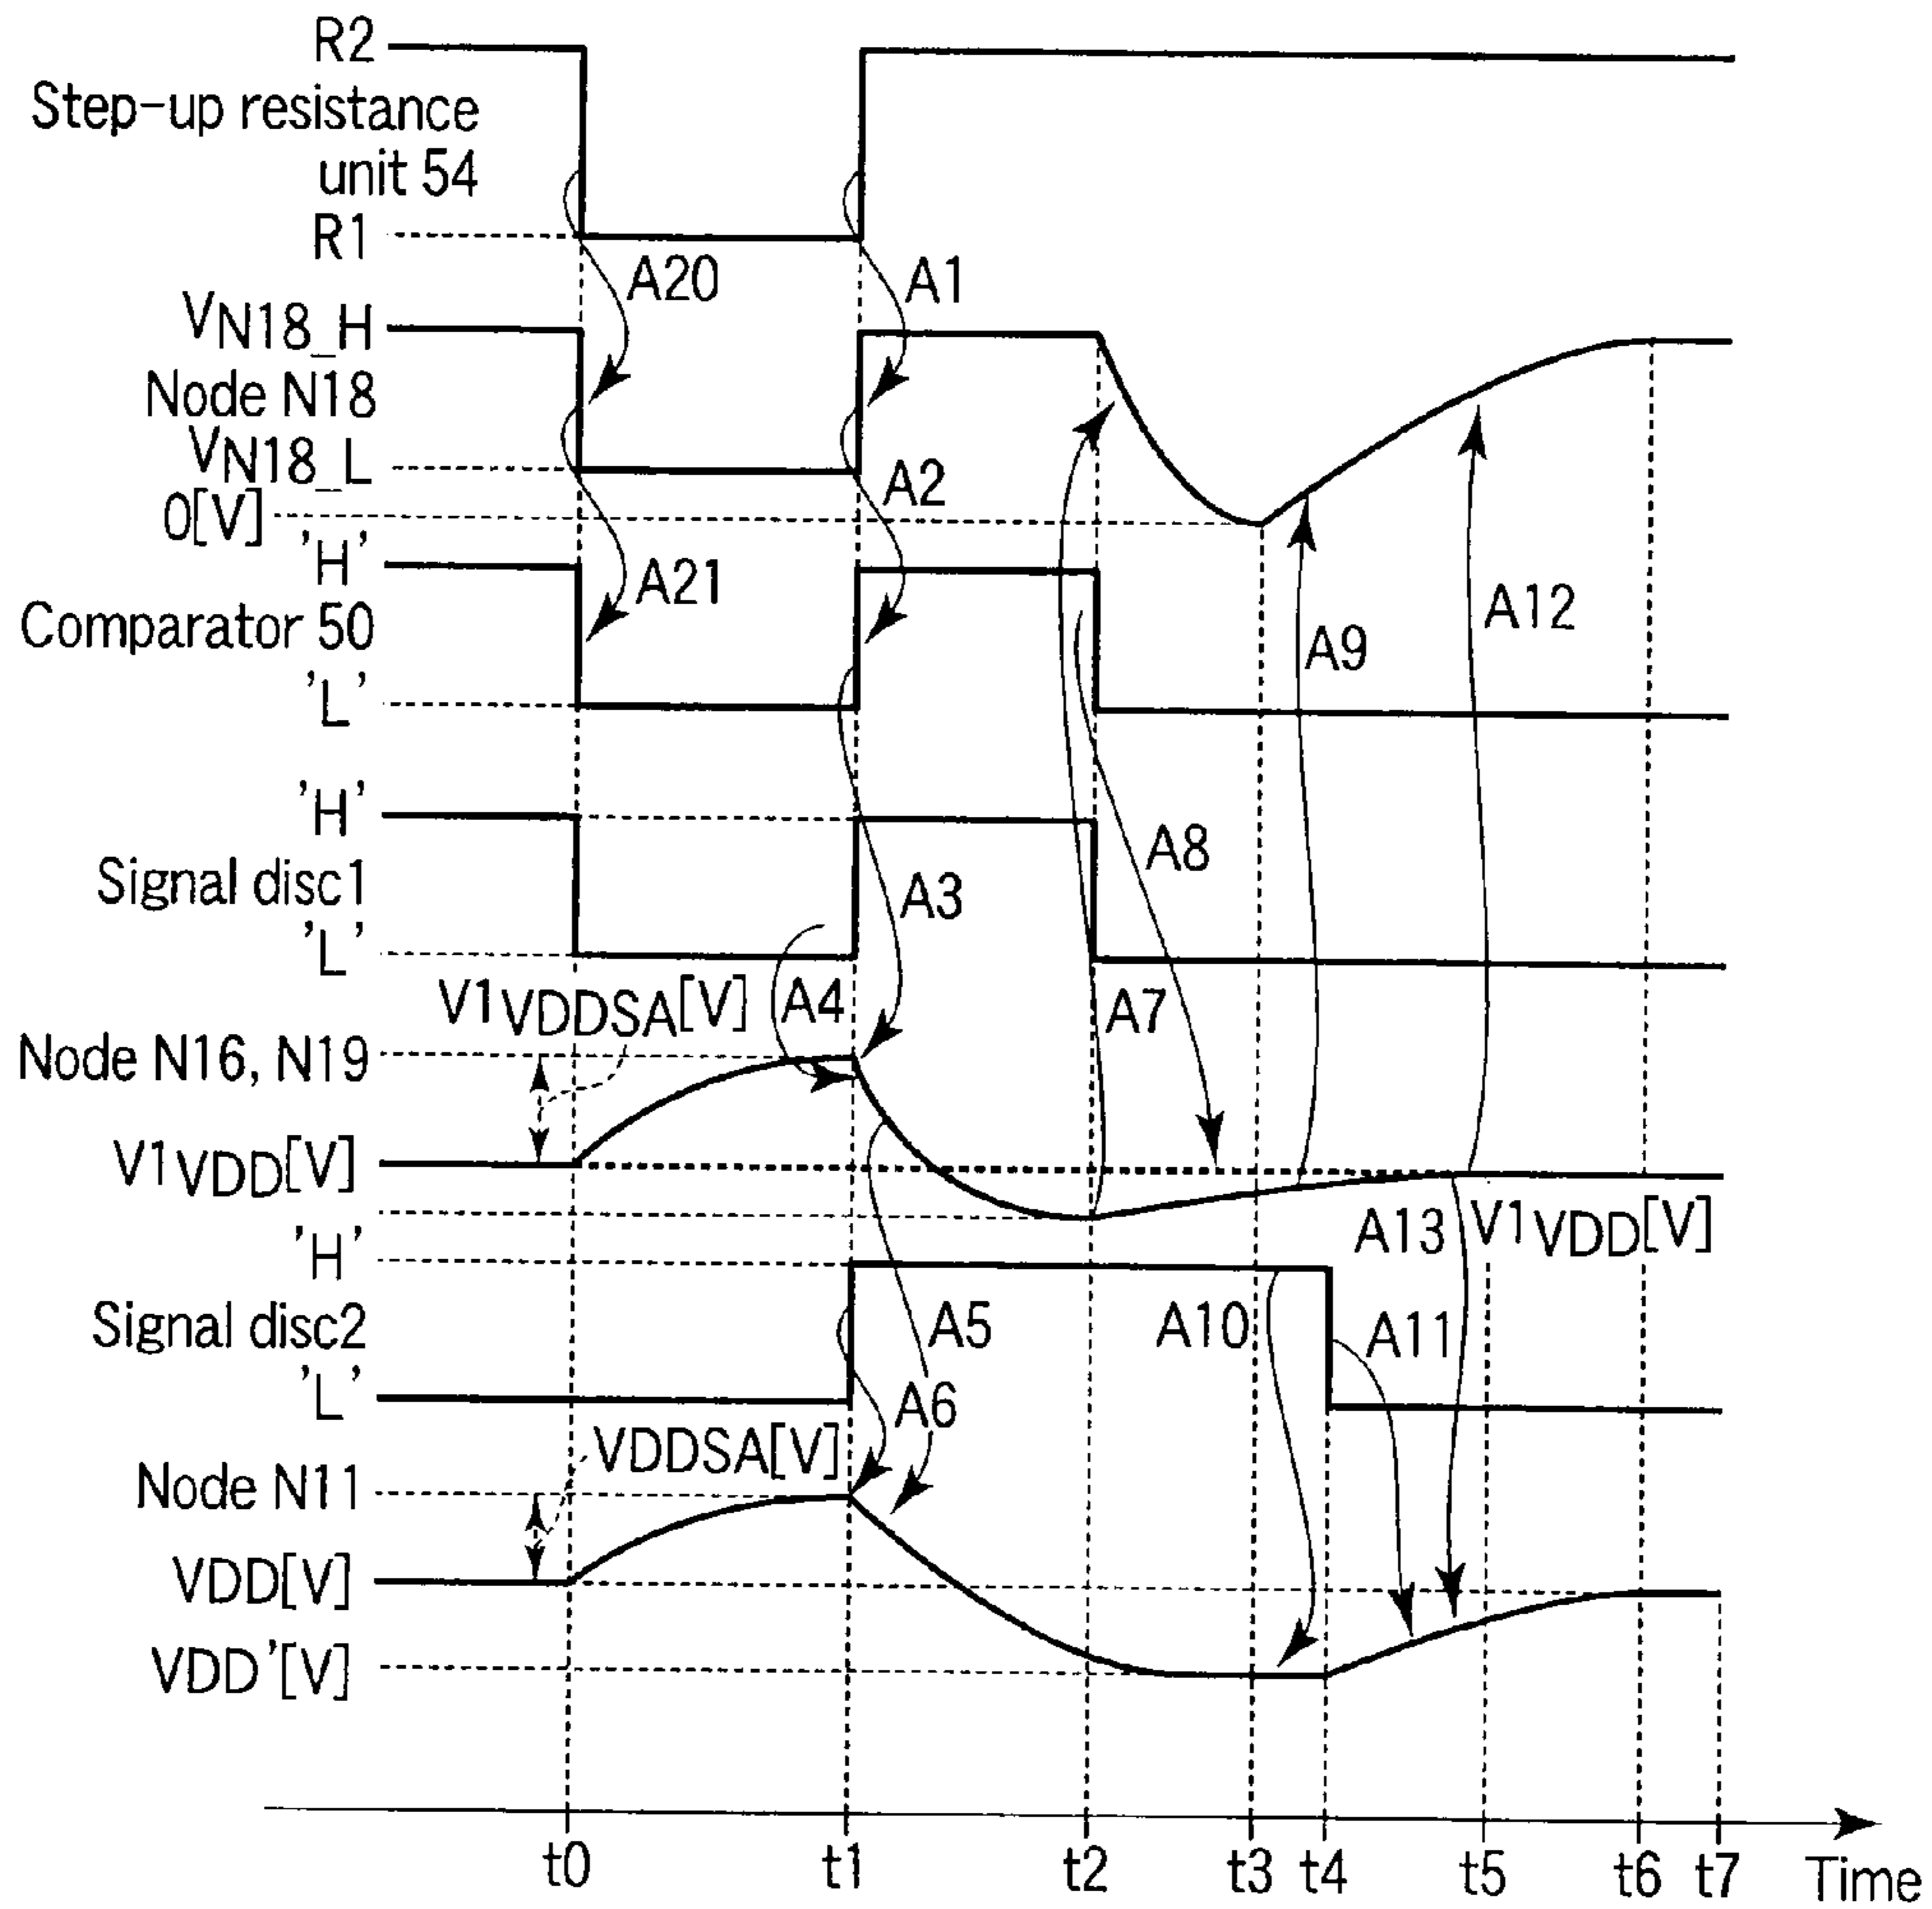 R2
Step-up resistance
unit 54
R1
A20
A1
VN18_H
Node N18
VN18_L
A2
0[V]
'H'
A21
Comparator 50
A12
A9
'L'
'H'
A8
Signal disc1
A3
'L'
V1VDDSA[V]
A4
A7
Node N16, N19
V1VDD[V]
A13
V1VDD[V]
'H'
Signal disc2
A5
A10
A11
'L'
A6
VDDSA[V]
Node N11
VDD[V]
VDD'[V]
t0
t1
t2
t3
t4
t5
t6
t7
Time